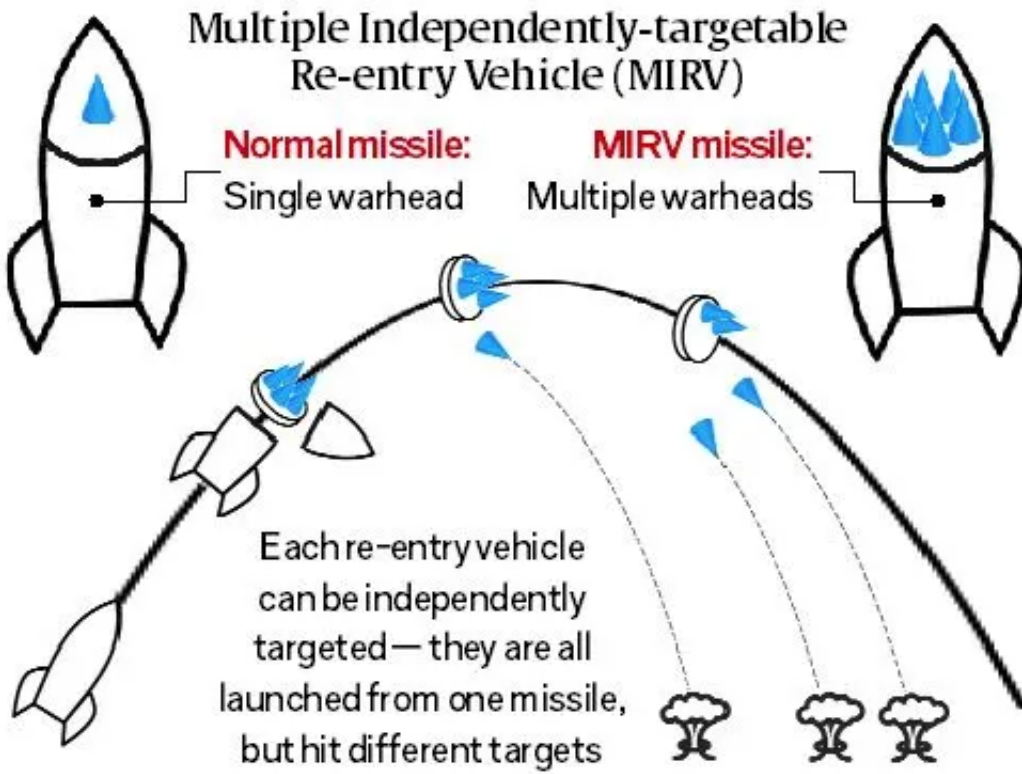 Multiple Independently-targetable
Re-entry Vehicle (MIRV)
Normal missile:
Single warhead
MIRV missile:
Multiple warheads
Each re-entry vehicle
can be independently
targeted — they are all
launched from one missile,
but hit different targets